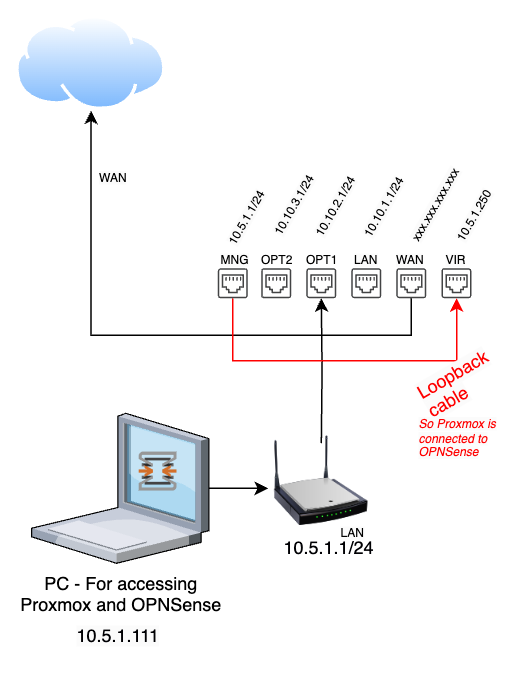 WAN
10.5.1.1/24
10.10.3.1/24
10.10.2.1/24
10.10.1.1/24
xxx.xxx.xxx.xxx
10.5.1.250
MNG
OPT2
OPT1
LAN
WAN
VIR
Loopback
cable
So Proxmox is
connected to
OPNSense
LAN
10.5.1.1/24
PC - For accessing
Proxmox and OPNSense
10.5.1.111